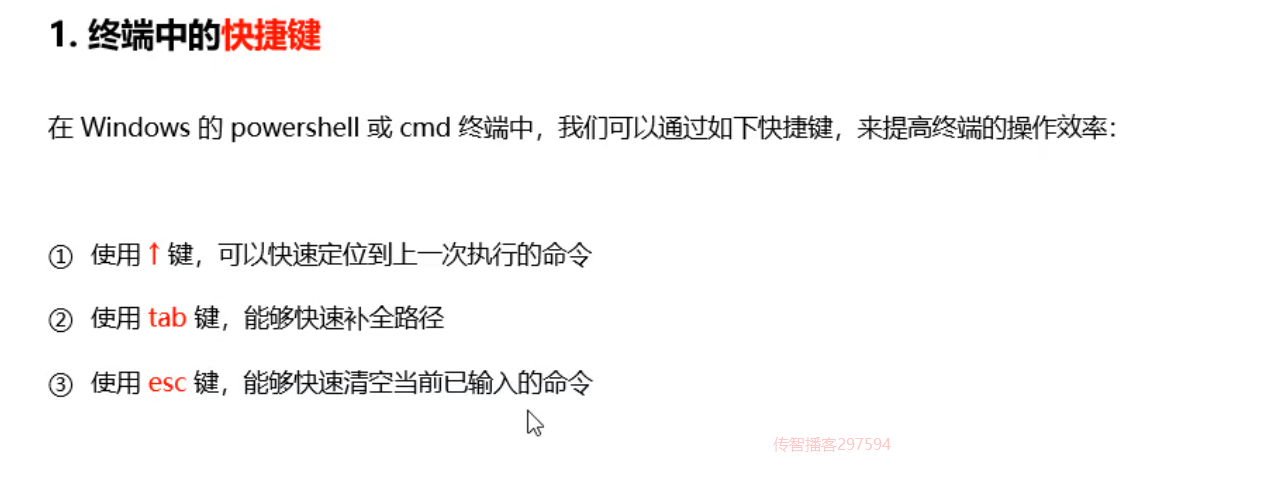 1. 终端中的快捷键
在 Windows 的 powershell 或 cmd 终端中，我们可以通过如下快捷键，来提高终端的操作效率：
① 使用 ↑ 键，可以快速定位到上一次执行的命令
② 使用 tab 键，能够快速补全路径
③ 使用 esc 键，能够快速清空当前已输入的命令
传智播客297594